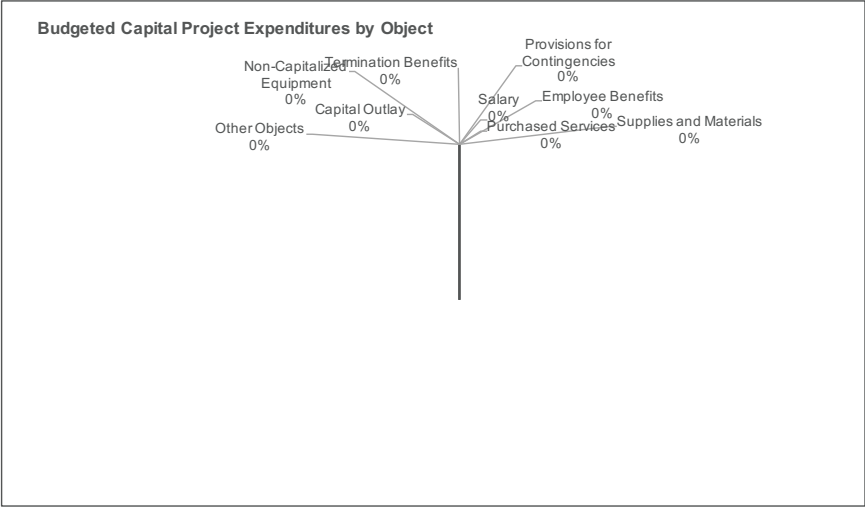 Budgeted Capital Project Expenditures by Object
Provisions for
Contingencies
0%
Termination Benefits
0%
Non-Capitalized
Equipment
0%
Salary
0%
Employee Benefits
0%
Capital Outlay
0%
Purchased Services
0%
Supplies and Materials
0%
Other Objects
0%